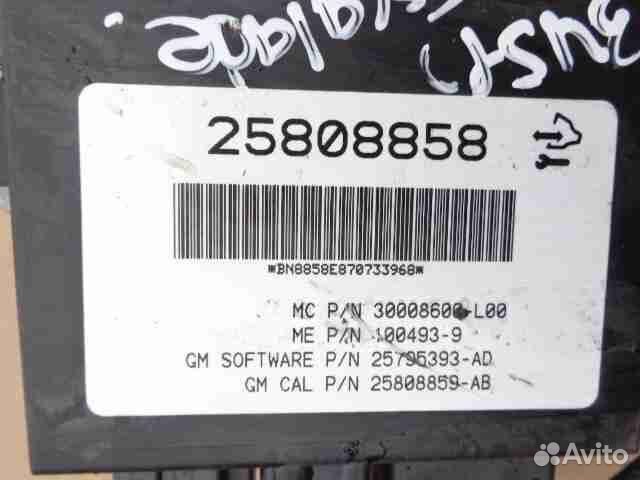 25808858
*BN8858E870733968*
MC P/N 30008600-L00
ME P/N 100493-9
GM SOFTWARE P/N 25795393-AD
GM CAL P/N 25808859-AB
Avito